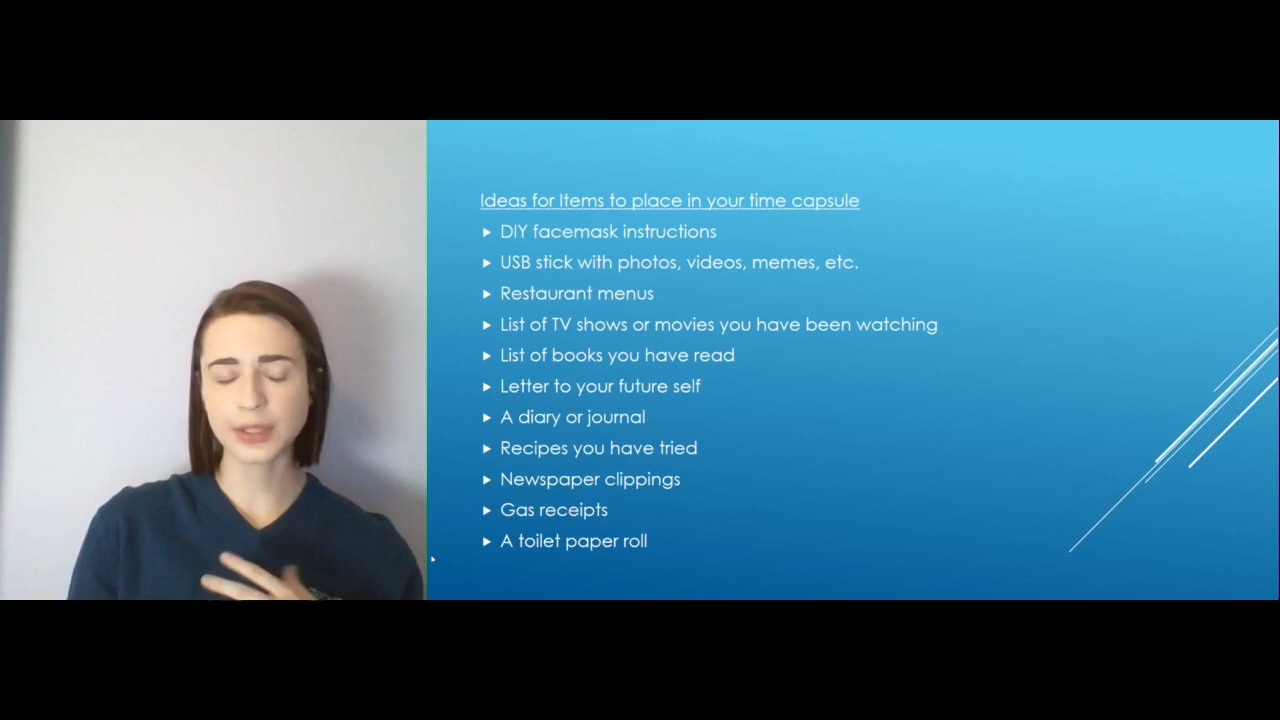 Ideas for Items to place in your time capsule
DIY facemask instructions
USB stick with photos, videos, memes, etc.
Restaurant menus
List of TV shows or movies you have been watching
List of books you have read
Letter to your future self
A diary or journal
Recipes you have tried
Newspaper clippings
Gas receipts
A toilet paper roll